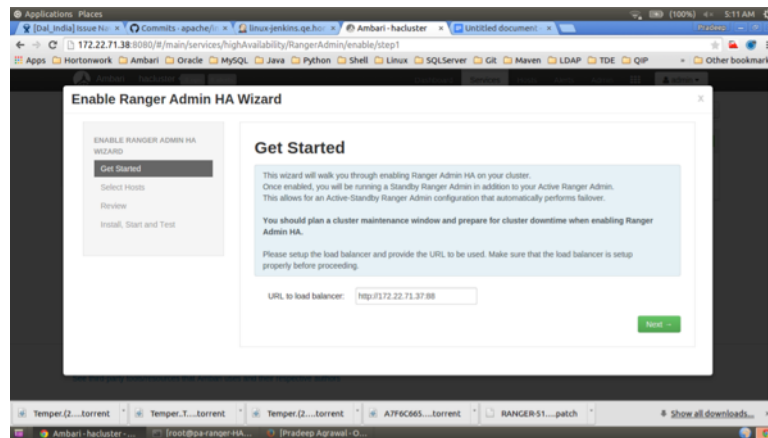 Applications Places
(100%) 5:11 AM
[Dal_India] Issue Na
Commits · apache/
linux-jenkins.qe.hor
Ambari - hacluster
Untitled document
Pradeep
172.22.71.38:8080/#/main/services/highAvailability/RangerAdmin/enable/step1
Apps Hortonwork Ambari Oracle MySQL Java Python Shell Linux SQLServer Git Maven LDAP TDE QIP » Other bookmark
Ambari hacluster Services admin
Enable Ranger Admin HA Wizard
X
ENABLE RANGER ADMIN HA
WIZARD
Get Started
Select Hosts
Review
Install, Start and Test
Get Started
This wizard will walk you through enabling Ranger Admin HA on your cluster.
Once enabled, you will be running a Standby Ranger Admin in addition to your Active Ranger Admin.
This allows for an Active-Standby Ranger Admin configuration that automatically performs failover.
You should plan a cluster maintenance window and prepare for cluster downtime when enabling Ranger
Admin HA.
Please setup the load balancer and provide the URL to be used. Make sure that the load balancer is setup
properly before proceeding.
URL to load balancer: http://172.22.71.37:88
Next →
Temper.(2....torrent
Temper.T....torrent
Temper.(2....torrent
A7F6C665....torrent
RANGER-51....patch
Show all downloads...
Ambari - hacluster - ...
[root@pa-ranger-HA...
[Pradeep Agrawal - O...